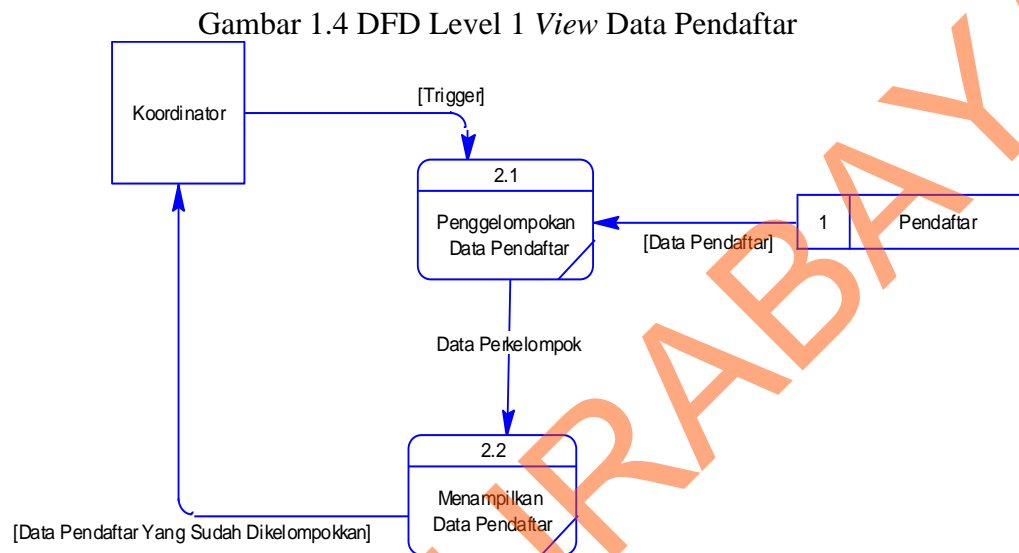 Gambar 1.4 DFD Level 1 View Data Pendaftar
Koordinator
[Trigger]
2.1
Penggelompokan
Data Pendaftar
1
Pendaftar
[Data Pendaftar]
Data Perkelompok
2.2
Menampilkan
Data Pendaftar
[Data Pendaftar Yang Sudah Dikelompokkan]
IRABAY